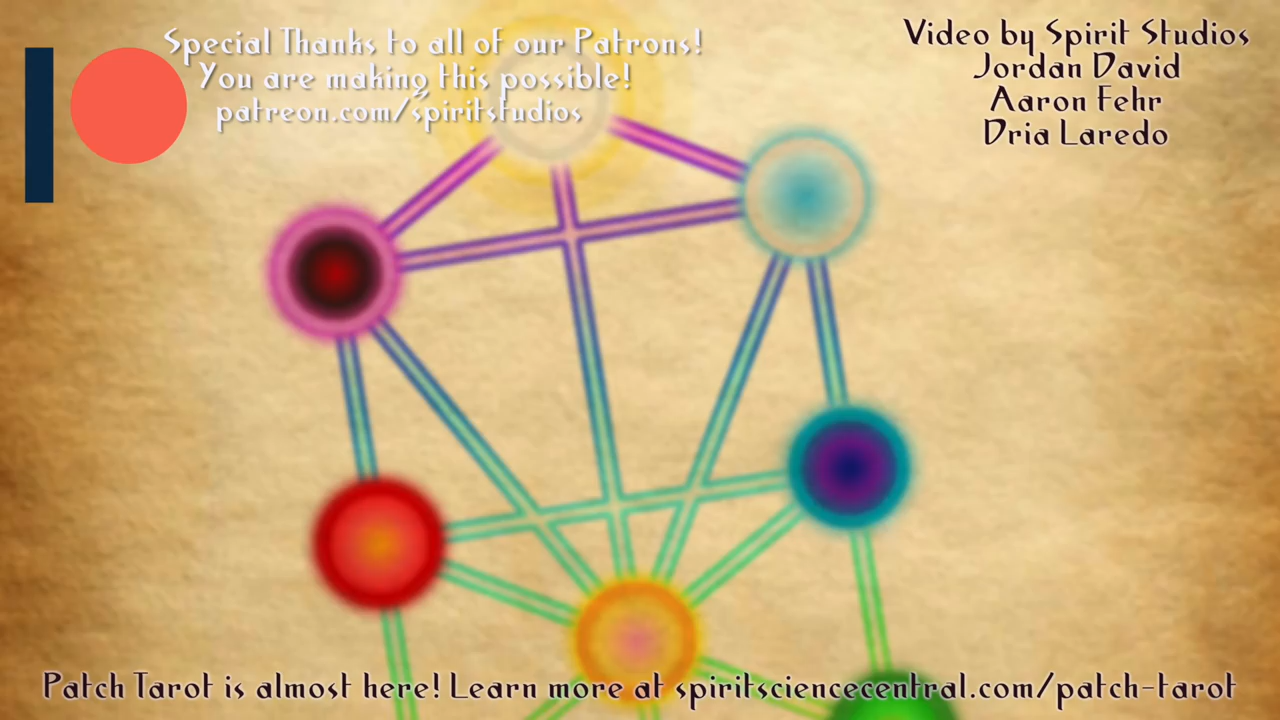 Special Thanks to all of our Patrons!
You are making this possible!
patreon.com/spiritstudios
Video by Spirit Studios
Jordan David
Aaron Fehr
Dria Laredo
Patch Tarot is almost here! Learn more at spiritsciencecentral.com/patch-tarot